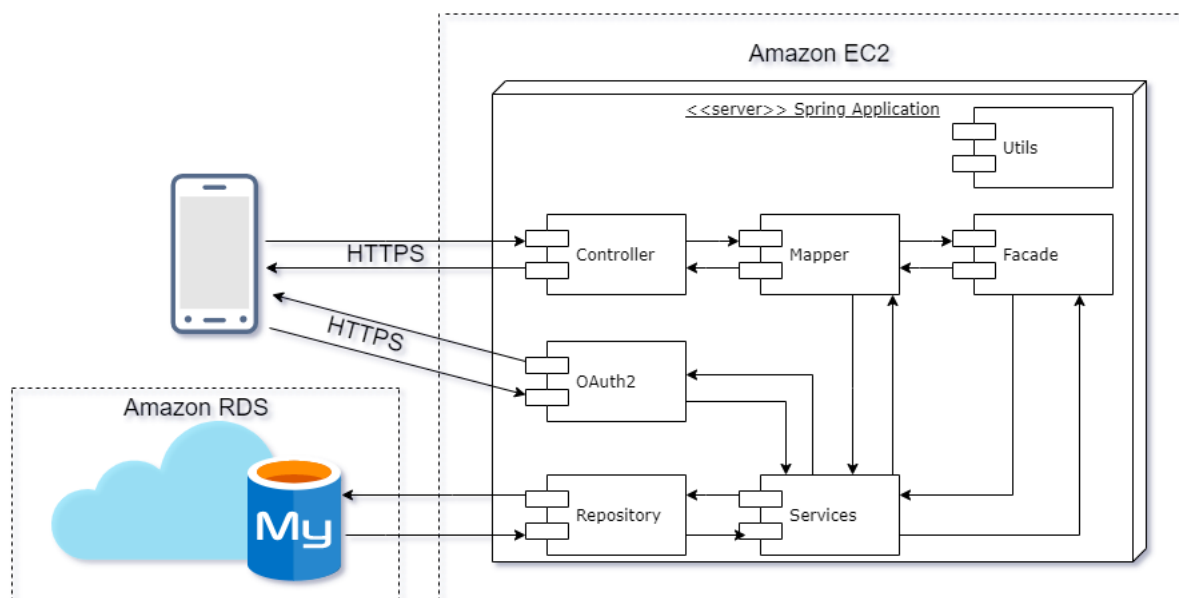 Amazon EC2
<<server>> Spring Application
Utils
HTTPS
Controller
Mapper
Facade
HTTPS
OAuth2
Amazon RDS
My
Repository
Services